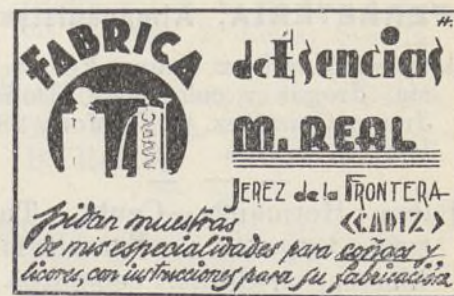 FABRICA
de Esencias
M. REAL
JEREZ de la FRONTERA-
<CADIZ>
pidan muestras
de mis especialidades para coñacs y
licores, con instrucciones para su fabricación